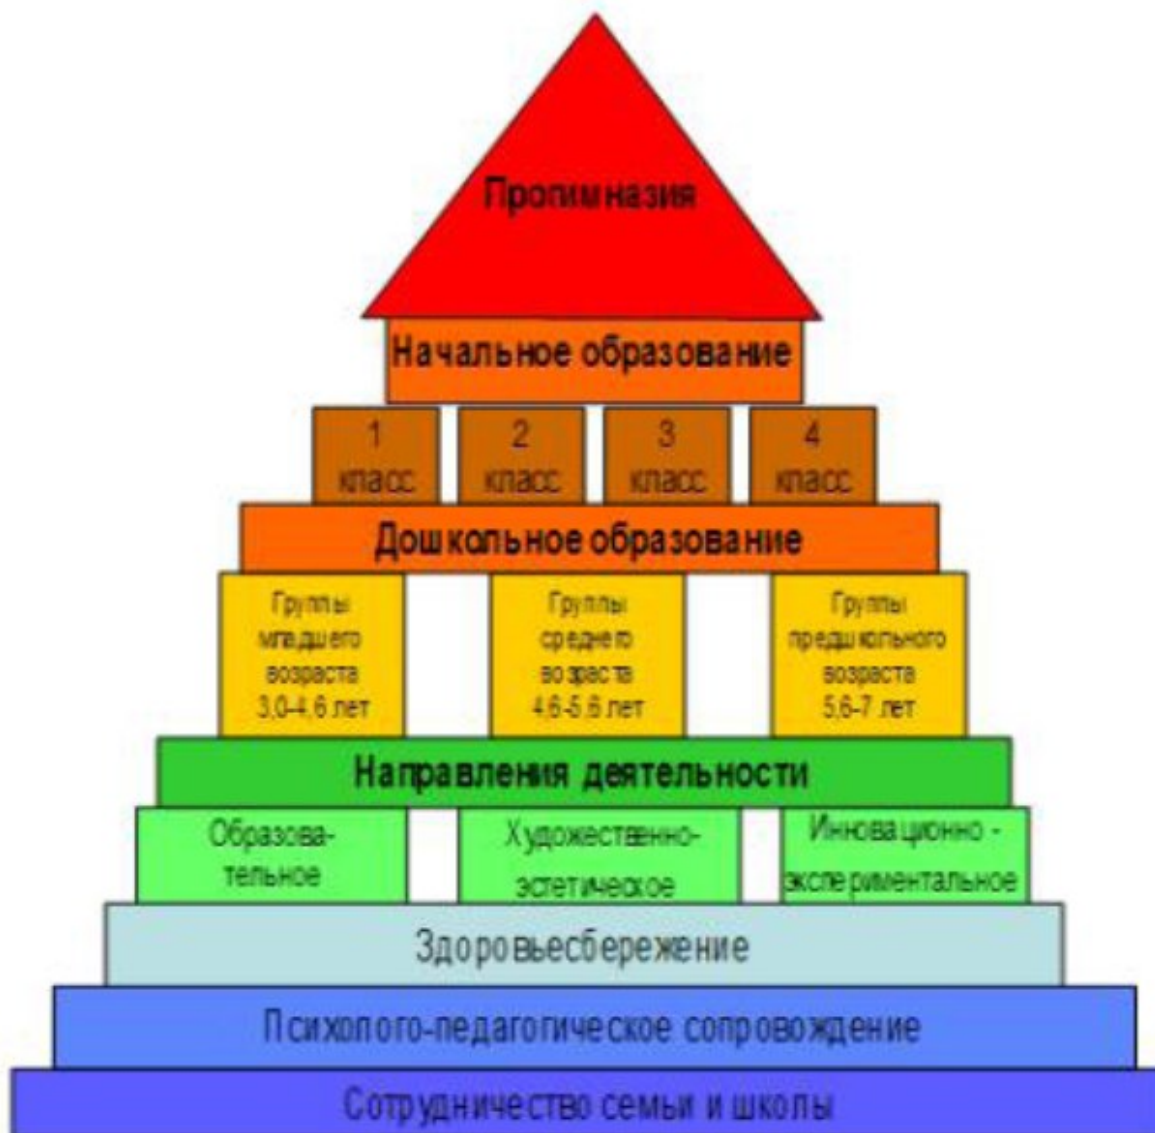 Прогимназия
Начальное образование
1
класс
2
класс
3
класс
4
класс
Дошкольное образование
Группы
младшего
возраста
3,0-4,6 лет
Группы
среднего
возраста
4,6-5,6 лет
Группы
предшкольного
возраста
5,6-7 лет
Направления деятельности
Образова-
тельное
Художественно-
эстетическое
Инновационно -
экспериментальное
Здоровьесбережение
Психолого-педагогическое сопровождение
Сотрудничество семьи и школы